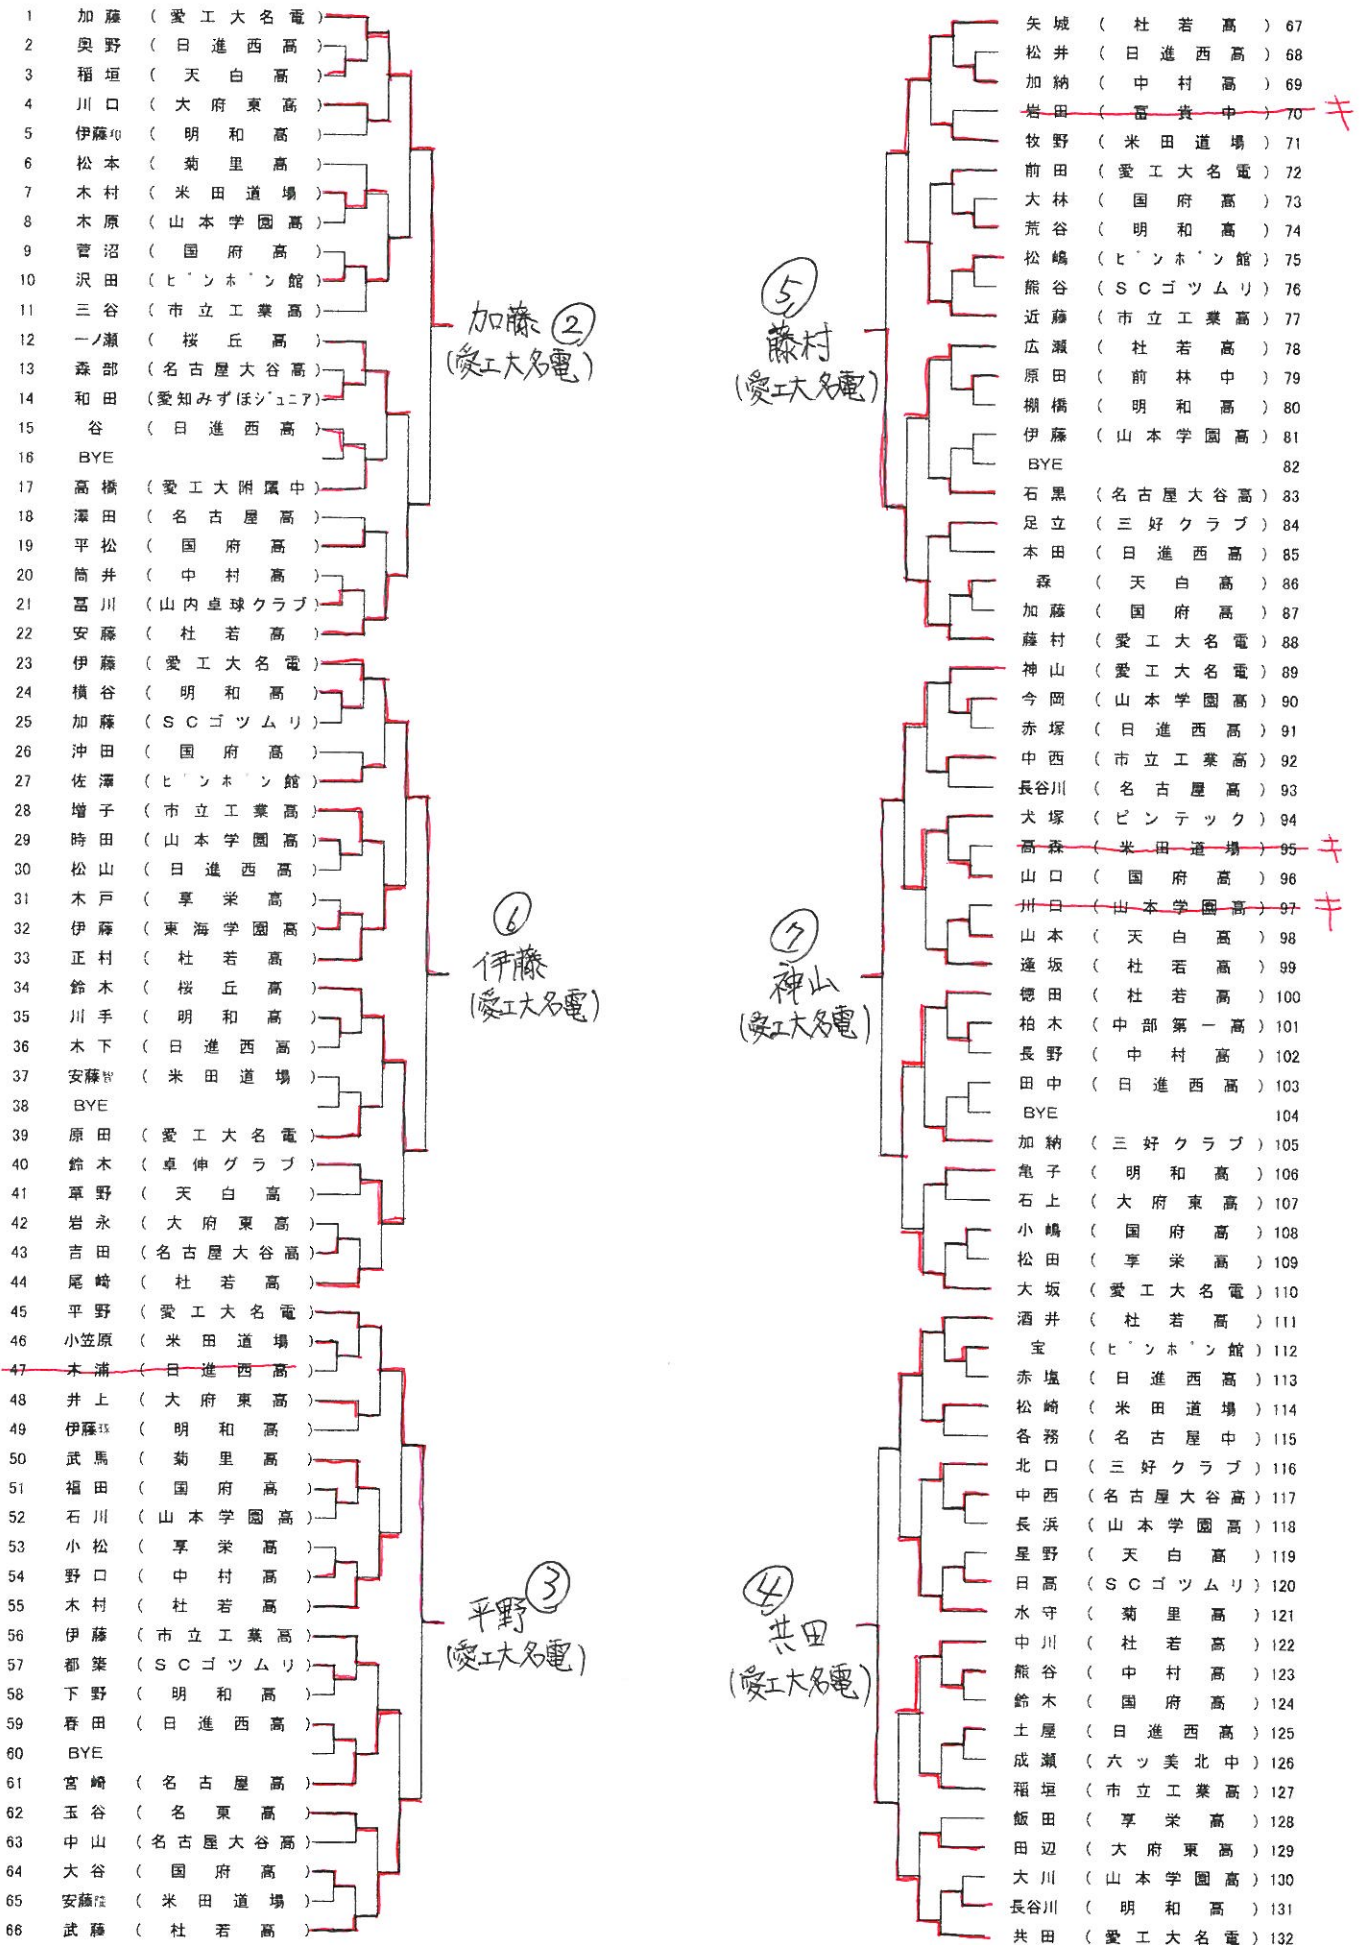 1 加藤 (愛工大名電)
2 奥野 (日進西高)
3 稲垣 (天白高)
4 川口 (大府東高)
5 伊藤和 (明和高)
6 松本 (菊里高)
7 木村 (米田道場)
8 木原 (山本学園高)
9 菅沼 (国府高)
10 沢田 (ピンポン館)
11 三谷 (市立工業高)
12 一ノ瀬 (桜丘高)
13 森部 (名古屋大谷高)
14 和田 (愛知みずほジュニア)
15 谷 (日進西高)
16 BYE
17 高橋 (愛工大附属中)
18 澤田 (名古屋高)
19 平松 (国府高)
20 筒井 (中村高)
21 冨川 (山内卓球クラブ)
22 安藤 (杜若高)
23 伊藤 (愛工大名電)
24 横谷 (明和高)
25 加藤 (SCゴツムリ)
26 沖田 (国府高)
27 佐澤 (ピンポン館)
28 増子 (市立工業高)
29 時田 (山本学園高)
30 松山 (日進西高)
31 木戸 (享栄高)
32 伊藤 (東海学園高)
33 正村 (杜若高)
34 鈴木 (桜丘高)
35 川手 (明和高)
36 木下 (日進西高)
37 安藤智 (米田道場)
38 BYE
39 原田 (愛工大名電)
40 鈴木 (卓伸グラブ)
41 草野 (天白高)
42 岩永 (大府東高)
43 吉田 (名古屋大谷高)
44 尾崎 (杜若高)
45 平野 (愛工大名電)
46 小笠原 (米田道場)
47 木浦 (日進西高)
48 井上 (大府東高)
49 伊藤 (明和高)
50 武馬 (菊里高)
51 福田 (国府高)
52 石川 (山本学園高)
53 小松 (享栄高)
54 野口 (中村高)
55 木村 (杜若高)
56 伊藤 (市立工業高)
57 都築 (SCゴツムリ)
58 下野 (明和高)
59 春田 (日進西高)
60 BYE
61 宮崎 (名古屋高)
62 玉谷 (名東高)
63 中山 (名古屋大谷高)
64 大谷 (国府高)
65 安藤 (米田道場)
66 武藤 (杜若高)
加藤 ②
(愛工大名電)
⑥
伊藤
(愛工大名電)
平野 ③
(愛工大名電)
⑤
藤村
(愛工大名電)
⑦
神山
(愛工大名電)
④
共田
(愛工大名電)
矢城 (杜若高) 67
松井 (日進西高) 68
加納 (中村高) 69
岩田 (富貴中) 70 キ
牧野 (米田道場) 71
前田 (愛工大名電) 72
大林 (国府高) 73
荒谷 (明和高) 74
松嶋 (ピンポン館) 75
熊谷 (SCゴツムリ) 76
近藤 (市立工業高) 77
広瀬 (杜若高) 78
原田 (前林中) 79
棚橋 (明和高) 80
伊藤 (山本学園高) 81
BYE 82
石黒 (名古屋大谷高) 83
足立 (三好クラブ) 84
本田 (日進西高) 85
森 (天白高) 86
加藤 (国府高) 87
藤村 (愛工大名電) 88
神山 (愛工大名電) 89
今岡 (山本学園高) 90
赤塚 (日進西高) 91
中西 (市立工業高) 92
長谷川 (名古屋高) 93
犬塚 (ピンテック) 94
高森 (米田道場) 95 キ
山口 (国府高) 96
川口 (山本学園高) 97 キ
山本 (天白高) 98
逢坂 (杜若高) 99
徳田 (杜若高) 100
柏木 (中部第一高) 101
長野 (中村高) 102
田中 (日進西高) 103
BYE 104
加納 (三好クラブ) 105
亀子 (明和高) 106
石上 (大府東高) 107
小嶋 (国府高) 108
松田 (享栄高) 109
大坂 (愛工大名電) 110
酒井 (杜若高) 111
宝 (ピンポン館) 112
赤塩 (日進西高) 113
松崎 (米田道場) 114
各務 (名古屋中) 115
北口 (三好クラブ) 116
中西 (名古屋大谷高) 117
長浜 (山本学園高) 118
星野 (天白高) 119
日高 (SCゴツムリ) 120
水守 (菊里高) 121
中川 (杜若高) 122
熊谷 (中村高) 123
鈴木 (国府高) 124
土屋 (日進西高) 125
成瀬 (六ッ美北中) 126
稲垣 (市立工業高) 127
飯田 (享栄高) 128
田辺 (大府東高) 129
大川 (山本学園高) 130
長谷川 (明和高) 131
共田 (愛工大名電) 132